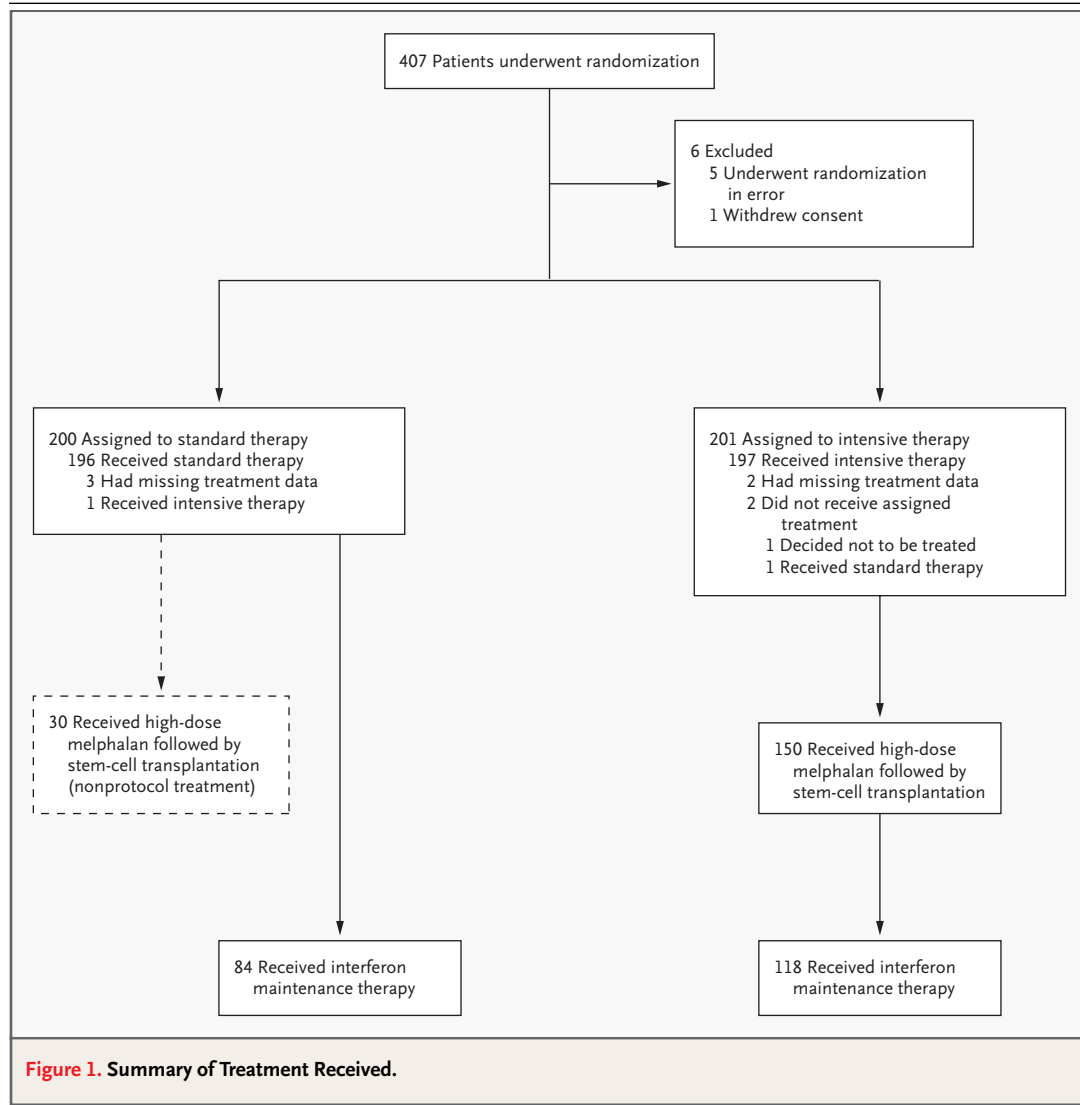 407 Patients underwent randomization
6 Excluded
5 Underwent randomization
in error
1 Withdrew consent
200 Assigned to standard therapy
196 Received standard therapy
3 Had missing treatment data
1 Received intensive therapy
201 Assigned to intensive therapy
197 Received intensive therapy
2 Had missing treatment data
2 Did not receive assigned
treatment
1 Decided not to be treated
1 Received standard therapy
30 Received high-dose
melphalan followed by
stem-cell transplantation
(nonprotocol treatment)
150 Received high-dose
melphalan followed by
stem-cell transplantation
84 Received interferon
maintenance therapy
118 Received interferon
maintenance therapy
Figure 1. Summary of Treatment Received.